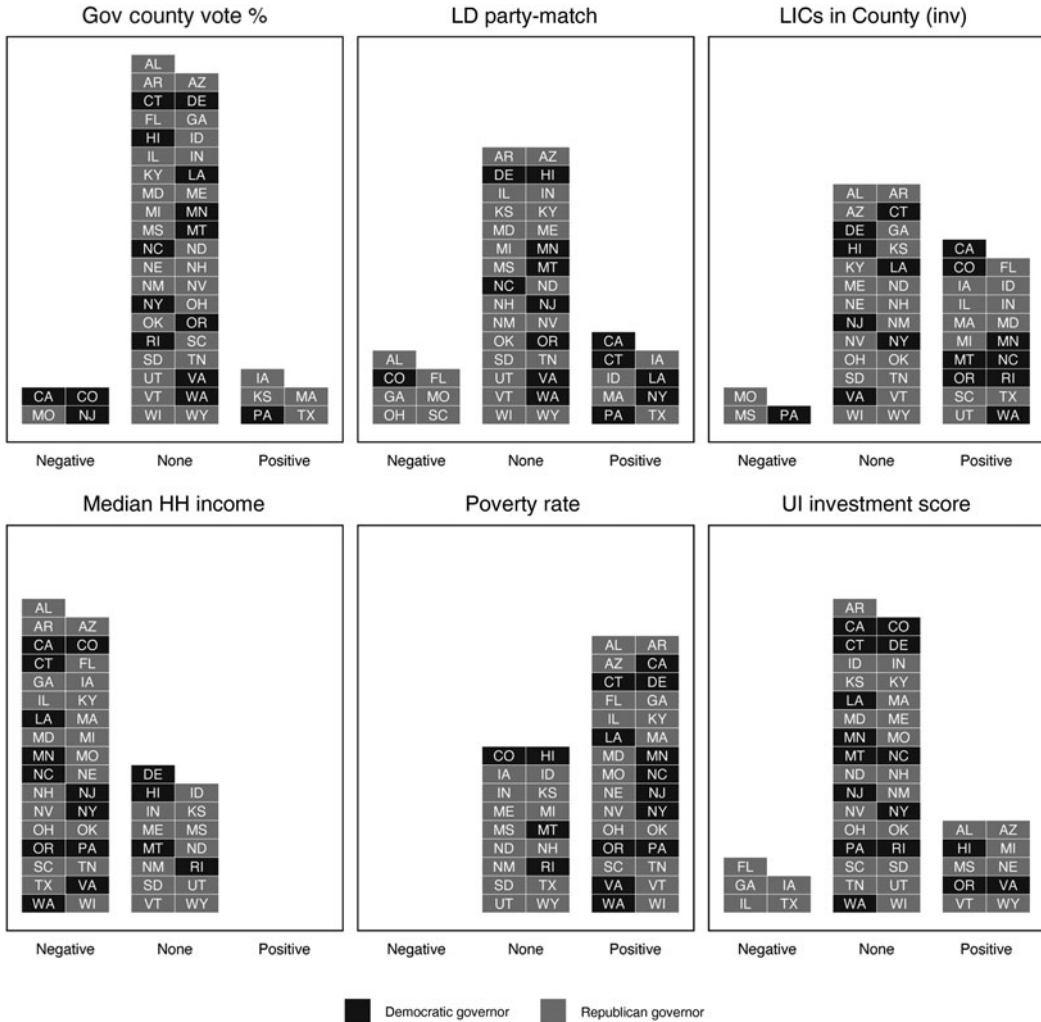 Gov county vote % LD party-match LICs in County (inv)
AL
AR AZ
CT DE
FL GA
HI ID
IL IN
KY LA
MD ME
MI MN
MS MT
NC ND
NE NH
NM NV
NY OH
OK OR
RI SC
SD TN
UT VA
CA CO VT WA
MO NJ WI WY
IA
KS MA
PA TX
Negative None Positive
AR AZ
DE HI
IL IN
KS KY
MD ME
MI MN
MS MT
NC ND
NH NJ
NM NV
OK OR
SD TN
UT VA
VT WA
WI WY
AL
CO FL
GA MO
OH SC
CA
CT IA
ID LA
MA NY
PA TX
Negative None Positive
MO
MS PA
AL AR
AZ CT
DE GA
HI KS
KY LA
ME ND
NE NH
NJ NM
NV NY
OH OK
SD TN
VA VT
WI WY
CA
CO FL
IA ID
IL IN
MA MD
MI MN
MT NC
OR RI
SC TX
UT WA
Negative None Positive
Median HH income Poverty rate UI investment score
AL
AR AZ
CA CO
CT FL
GA IA
IL KY
LA MA
MD MI
MN MO
NC NE
NH NJ
NV NY
OH OK
OR PA
SC TN
TX VA
WA WI
DE
HI ID
IN KS
ME MS
MT ND
NM RI
SD UT
VT WY
Negative None Positive
CO HI
IA ID
IN KS
ME MI
MS MT
ND NH
NM RI
SD TX
UT WY
AL AR
AZ CA
CT DE
FL GA
IL KY
LA MA
MD MN
MO NC
NE NJ
NV NY
OH OK
OR PA
SC TN
VA VT
WA WI
Negative None Positive
FL
GA IA
IL TX
AR
CA CO
CT DE
ID IN
KS KY
LA MA
MD ME
MN MO
MT NC
ND NH
NJ NM
NV NY
OH OK
PA RI
SC SD
TN UT
WA WI
AL AZ
HI MI
MS NE
OR VA
VT WY
Negative None Positive
Democratic governor Republican governor